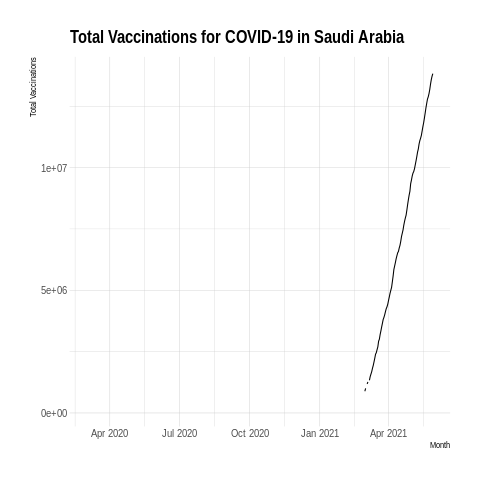 Total Vaccinations for COVID-19 in Saudi Arabia
Total Vaccinations
1e+07
5e+06
0e+00
Apr 2020 Jul 2020 Oct 2020 Jan 2021 Apr 2021
Month